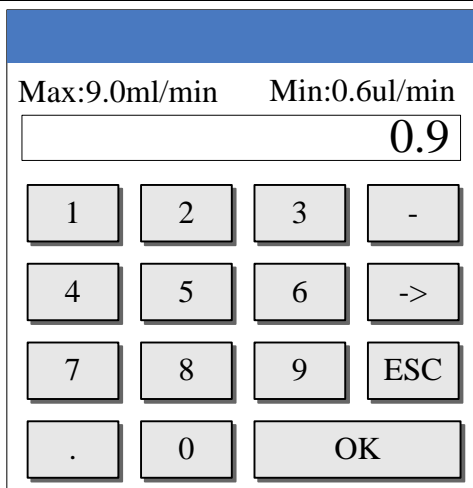 Max:9.0ml/min Min:0.6ul/min
0.9
1 2 3 -
4 5 6 ->
7 8 9 ESC
. 0 OK